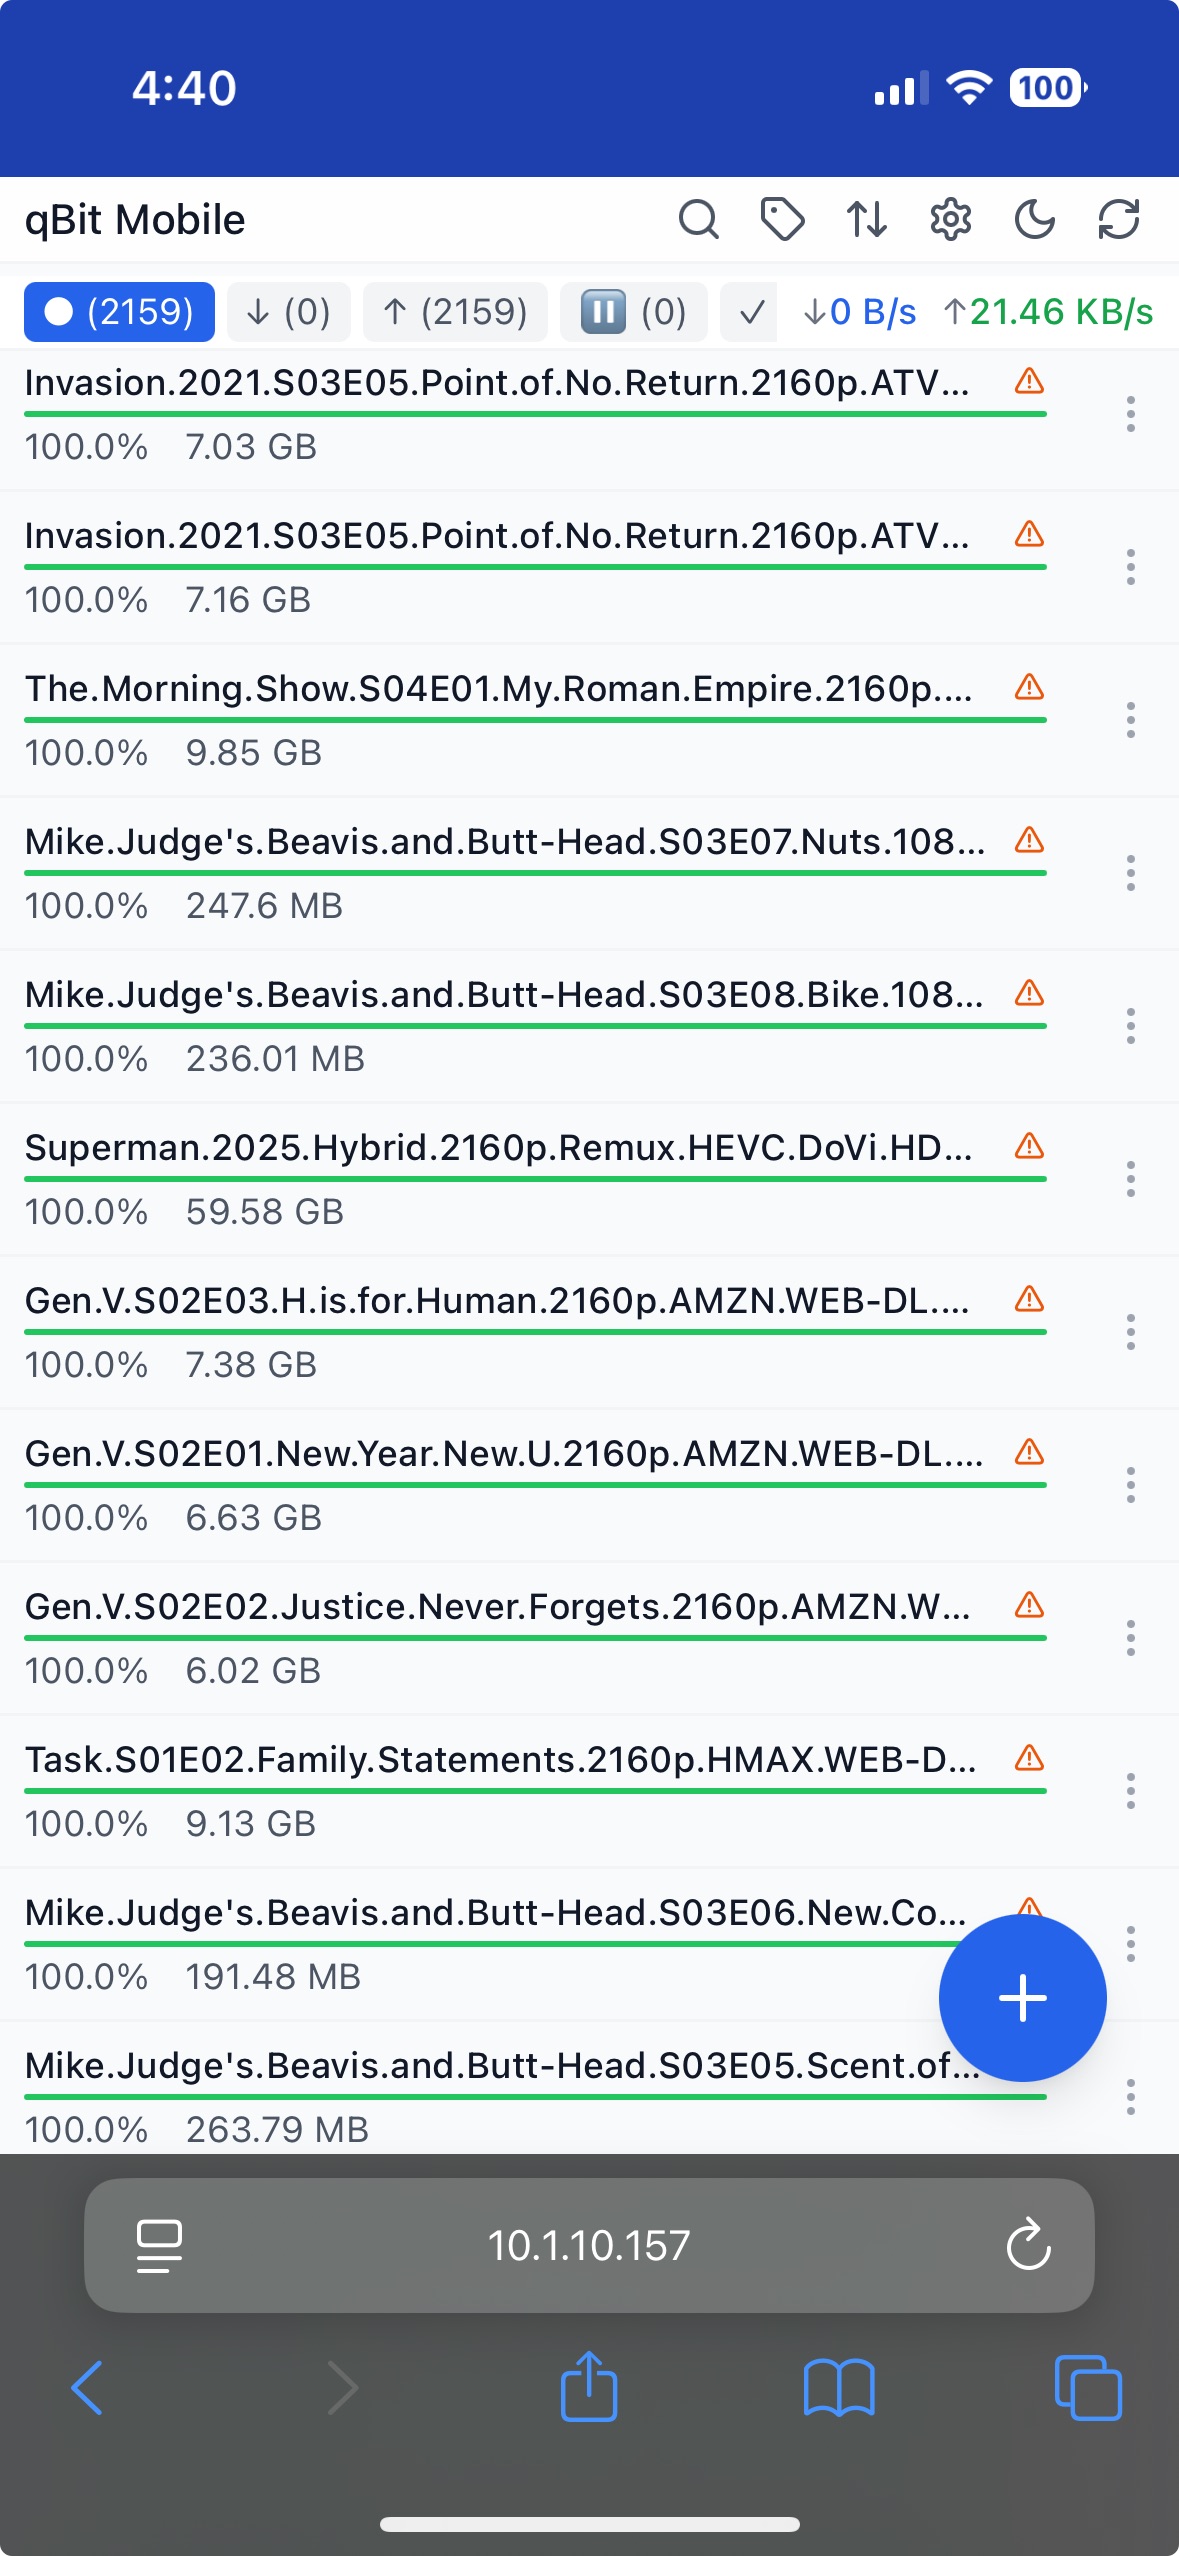 4:40
100
qBit Mobile
(2159) ↓ (0) ↑ (2159) (0) ✓ ↓0 B/s ↑21.46 KB/s
Invasion.2021.S03E05.Point.of.No.Return.2160p.ATV...
100.0% 7.03 GB
Invasion.2021.S03E05.Point.of.No.Return.2160p.ATV...
100.0% 7.16 GB
The.Morning.Show.S04E01.My.Roman.Empire.2160p....
100.0% 9.85 GB
Mike.Judge's.Beavis.and.Butt-Head.S03E07.Nuts.108...
100.0% 247.6 MB
Mike.Judge's.Beavis.and.Butt-Head.S03E08.Bike.108...
100.0% 236.01 MB
Superman.2025.Hybrid.2160p.Remux.HEVC.DoVi.HD...
100.0% 59.58 GB
Gen.V.S02E03.H.is.for.Human.2160p.AMZN.WEB-DL....
100.0% 7.38 GB
Gen.V.S02E01.New.Year.New.U.2160p.AMZN.WEB-DL....
100.0% 6.63 GB
Gen.V.S02E02.Justice.Never.Forgets.2160p.AMZN.W...
100.0% 6.02 GB
Task.S01E02.Family.Statements.2160p.HMAX.WEB-D...
100.0% 9.13 GB
Mike.Judge's.Beavis.and.Butt-Head.S03E06.New.Co...
100.0% 191.48 MB
Mike.Judge's.Beavis.and.Butt-Head.S03E05.Scent.of...
100.0% 263.79 MB
10.1.10.157